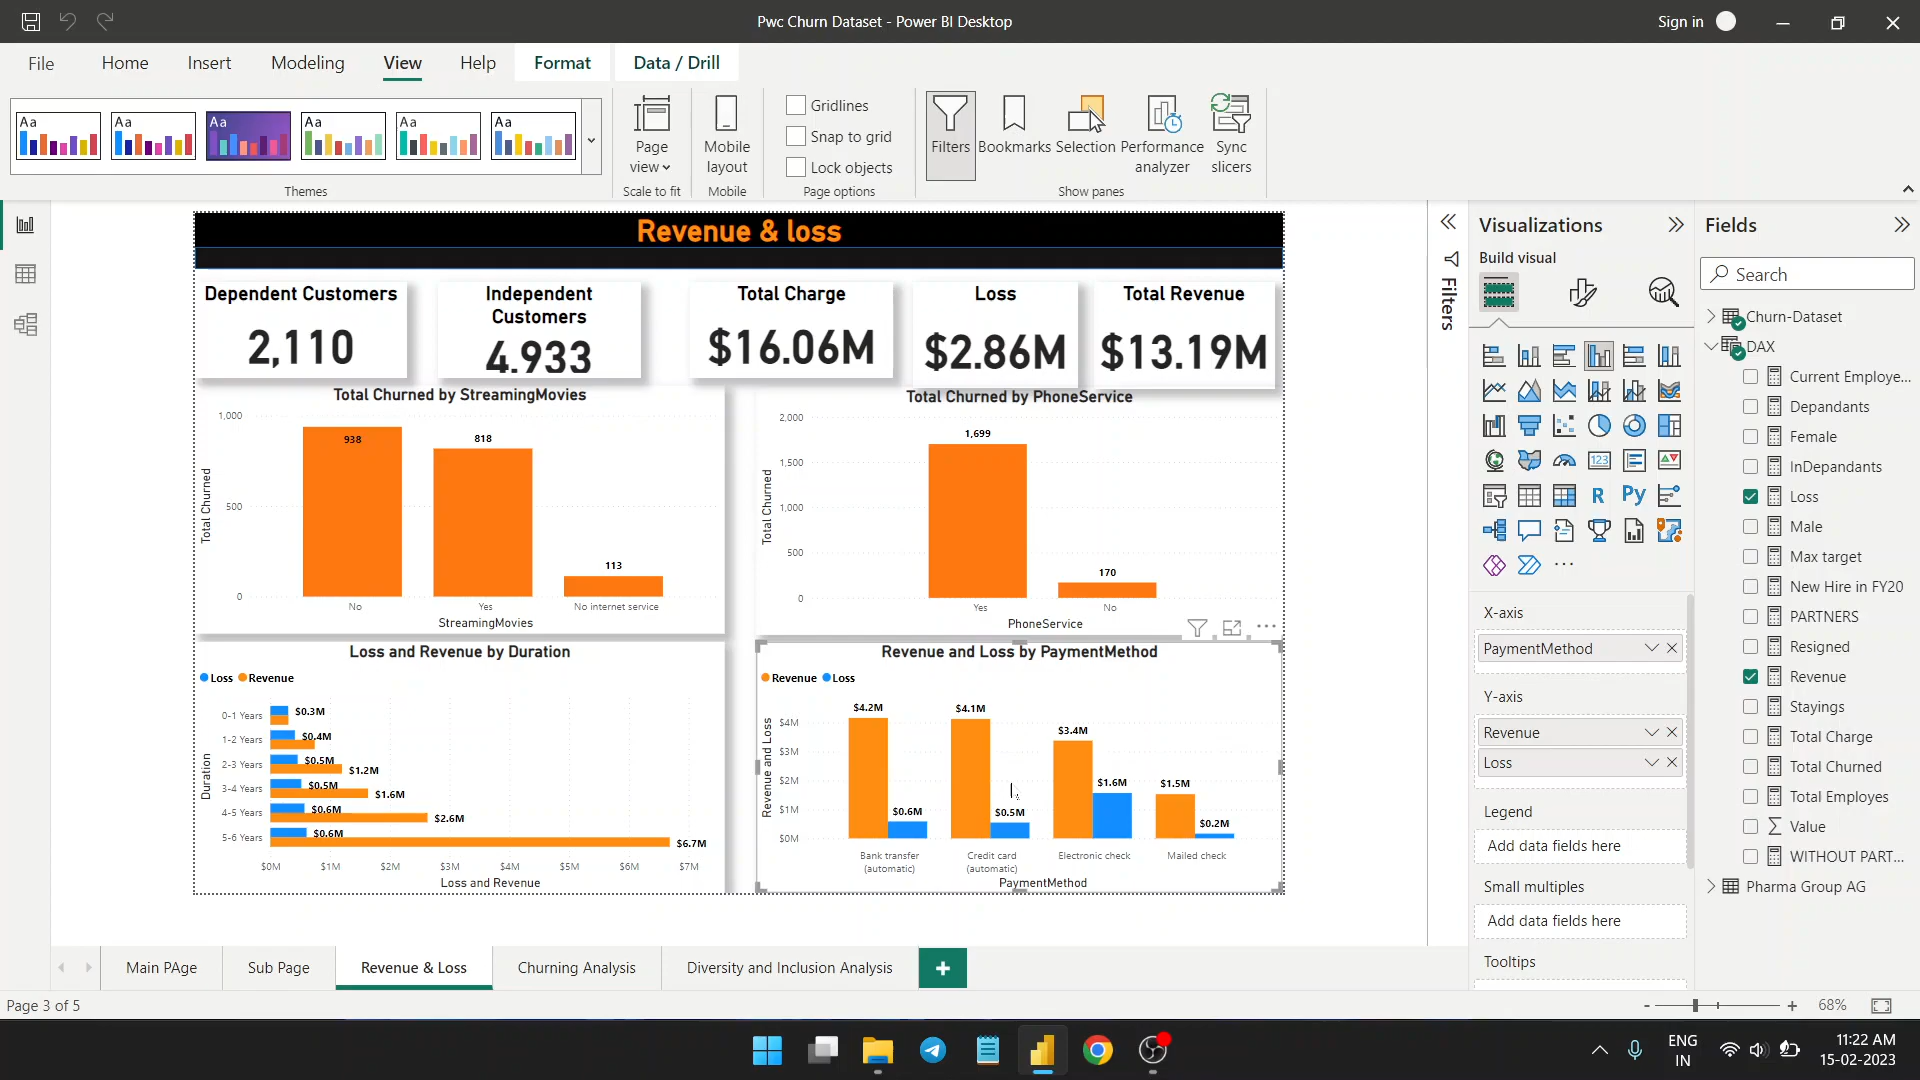 Pwc Churn Dataset - Power BI Desktop
Sign in
File
Home
Insert
Modeling
View
Help
Format
Data / Drill
Aa
Aa
Aa
Aa
Aa
Aa
Themes
Page
view
Scale to fit
Mobile
layout
Mobile
Gridlines
Snap to grid
Lock objects
Page options
Filters
Bookmarks
Selection
Performance
analyzer
Sync
slicers
Show panes
Revenue & loss
Dependent Customers
2,110
Independent
Customers
4,933
Total Charge
$16.06M
Loss
$2.86M
Total Revenue
$13.19M
Total Churned by StreamingMovies
Total Churned
1,000
500
0
938
818
113
No
Yes
No internet service
StreamingMovies
Total Churned by PhoneService
Total Churned
2,000
1,500
1,000
500
0
1,699
170
Yes
No
PhoneService
Loss and Revenue by Duration
Loss
Revenue
Duration
0-1 Years
$0.3M
1-2 Years
$0.4M
2-3 Years
$0.5M
$1.2M
3-4 Years
$0.5M
$1.6M
4-5 Years
$0.6M
$2.6M
5-6 Years
$0.6M
$6.7M
$0M
$1M
$2M
$3M
$4M
$5M
$6M
$7M
Loss and Revenue
Revenue and Loss by PaymentMethod
Revenue
Loss
Revenue and Loss
$4M
$3M
$2M
$1M
$0M
$4.2M
$0.6M
$4.1M
$0.5M
$3.4M
$1.6M
$1.5M
$0.2M
Bank transfer
(automatic)
Credit card
(automatic)
Electronic check
Mailed check
PaymentMethod
Filters
Visualizations
Build visual
123
R
Py
X-axis
PaymentMethod
Y-axis
Revenue
Loss
Legend
Add data fields here
Small multiples
Add data fields here
Tooltips
Fields
Search
Churn-Dataset
DAX
Current Employe...
Depandants
Female
InDepandants
Loss
Male
Max target
New Hire in FY20
PARTNERS
Resigned
Revenue
Stayings
Total Charge
Total Churned
Total Employes
Value
WITHOUT PART...
Pharma Group AG
Main PAge
Sub Page
Revenue & Loss
Churning Analysis
Diversity and Inclusion Analysis
Page 3 of 5
68%
ENG
IN
11:22 AM
15-02-2023